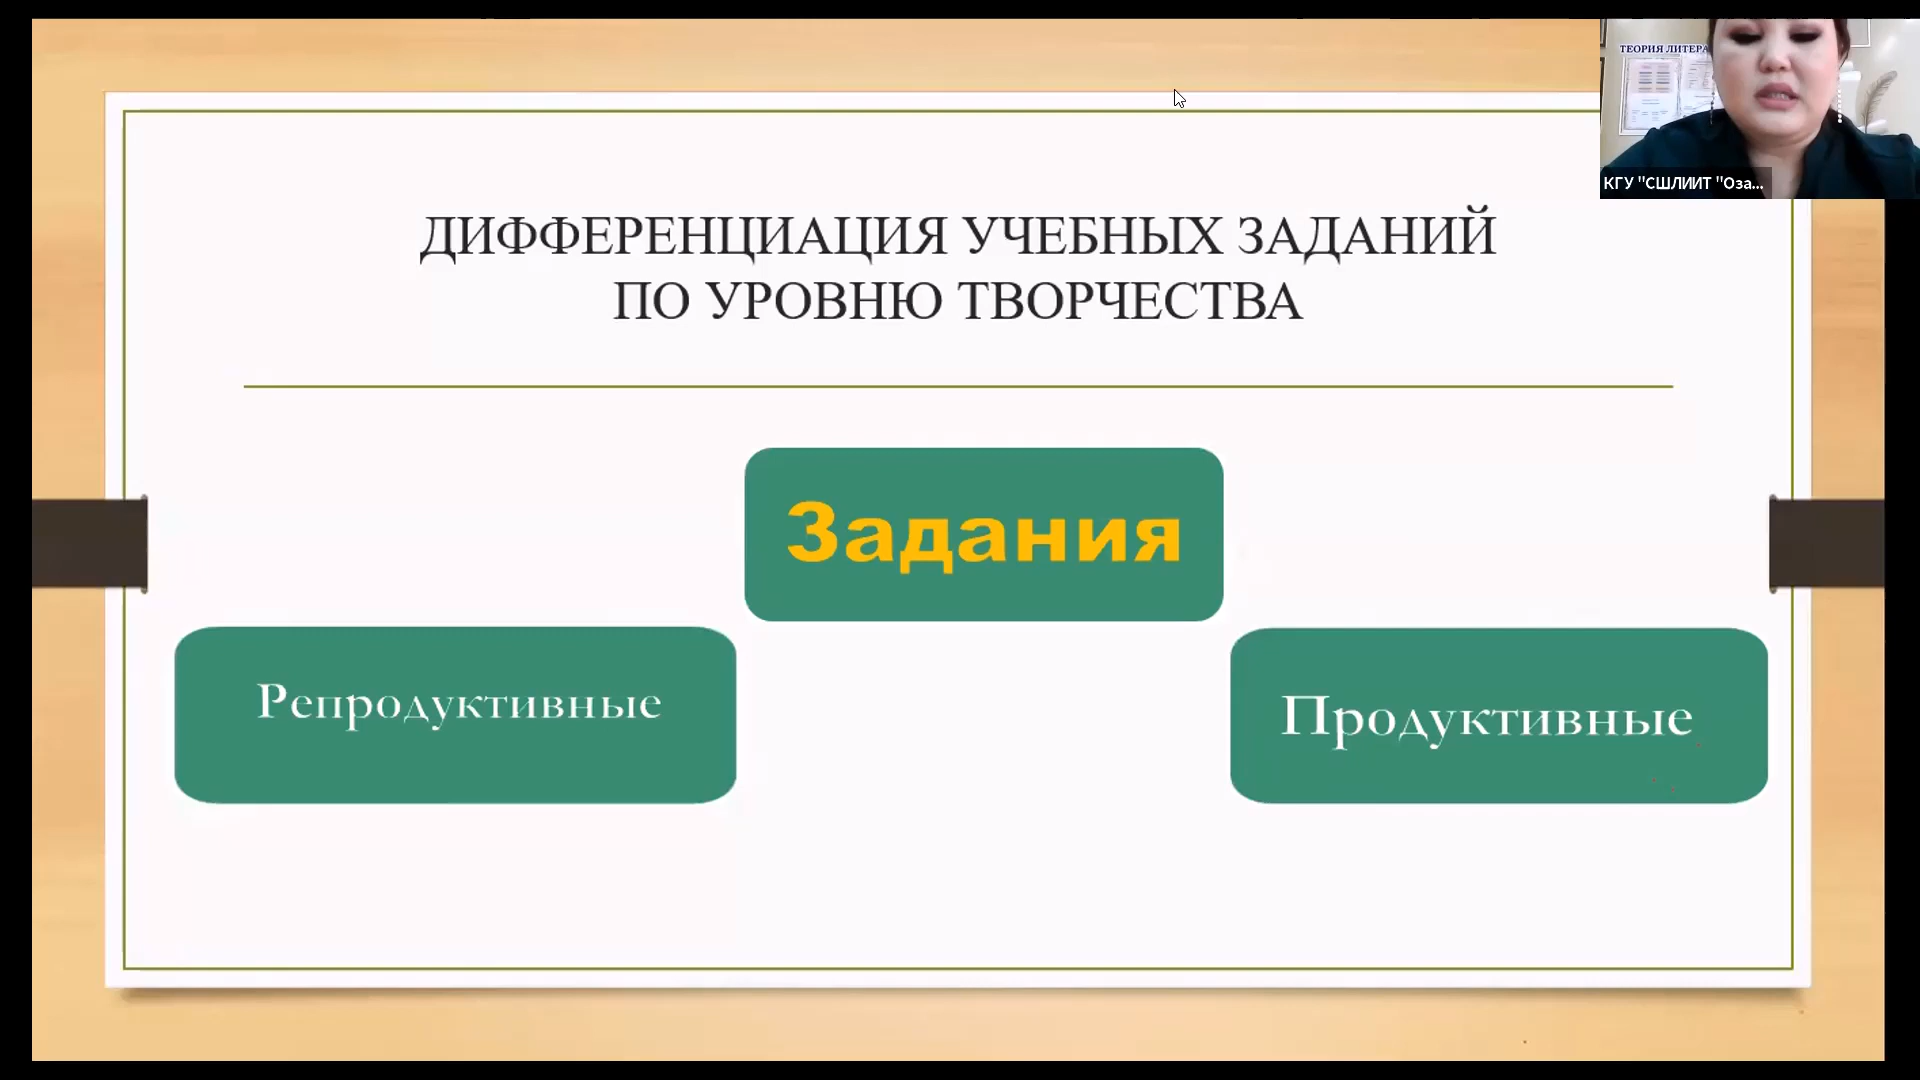 ТЕОРИЯ ЛИТЕРА
КГУ "СШЛИИТ "Оза...
ДИФФЕРЕНЦИАЦИЯ УЧЕБНЫХ ЗАДАНИЙ
ПО УРОВНЮ ТВОРЧЕСТВА
Задания
Репродуктивные
Продуктивные